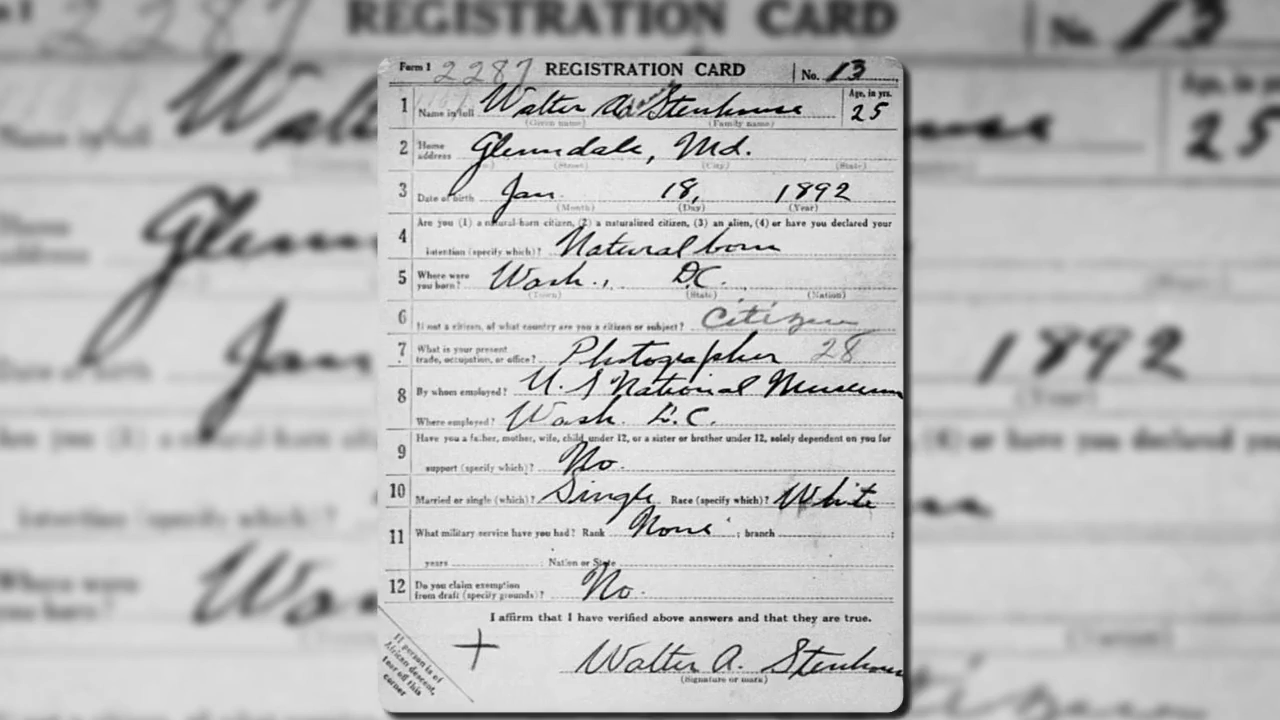 Form 1 2287 REGISTRATION CARD No. 13
1 Name in full Walter A. Stenhouse Age, in yrs. 25
(Given name) (Family name)
2 Home address Glenndale, Md.
(Street) (City) (State)
3 Date of birth Jan. 18, 1892
(Month) (Day) (Year)
4 Are you (1) a natural-born citizen, (2) a naturalized citizen, (3) an alien, (4) or have you declared your
intention (specify which)? Natural born
5 Where were you born? Wash., D.C.
(Town) (State) (Nation)
6 If not a citizen, of what country are you a citizen or subject? Citizen
7 What is your present trade, occupation, or office? Photographer 28
8 By whom employed? U.S National Museum
Where employed? Wash. D.C.
9 Have you a father, mother, wife, child under 12, or a sister or brother under 12, solely dependent on you for
support (specify which)? No.
10 Married or single (which)? Single Race (specify which)? White
11 What military service have you had? Rank None ; branch ;
years ; Nation or State
12 Do you claim exemption from draft (specify grounds)? No.
I affirm that I have verified above answers and that they are true.
+ Walter A. Stenhouse
(Signature or mark)
If person is of
African descent,
tear off this
corner